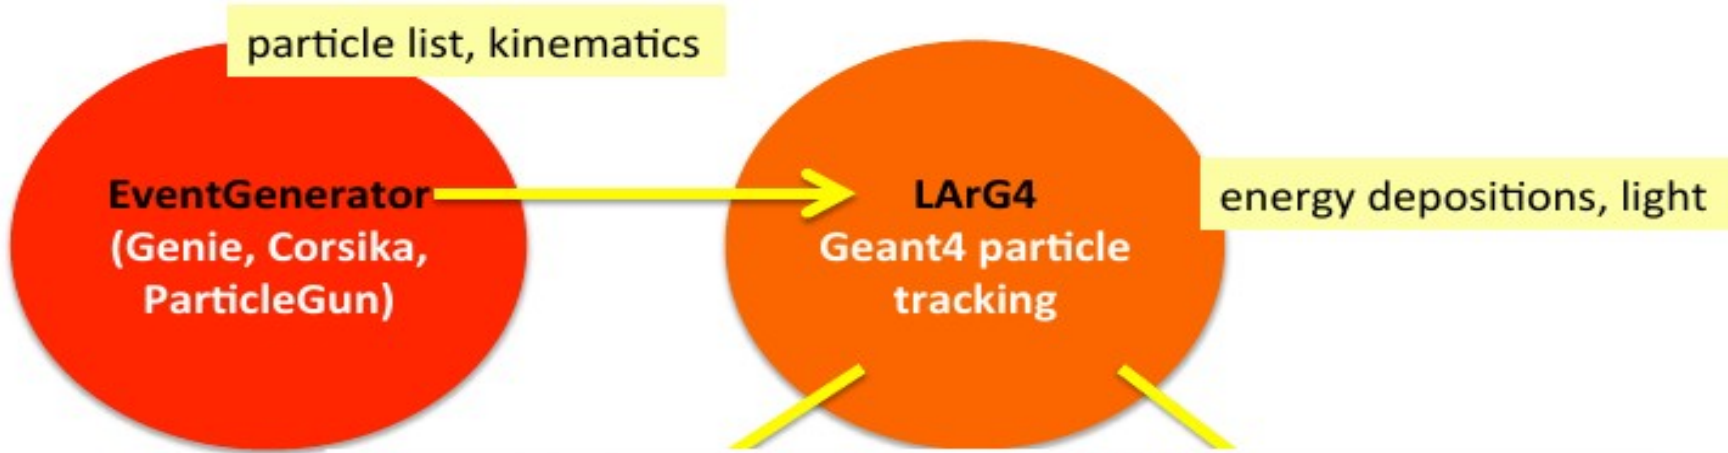 particle list, kinematics
EventGenerator
(Genie, Corsika,
ParticleGun)
LArG4
Geant4 particle
tracking
energy depositions, light